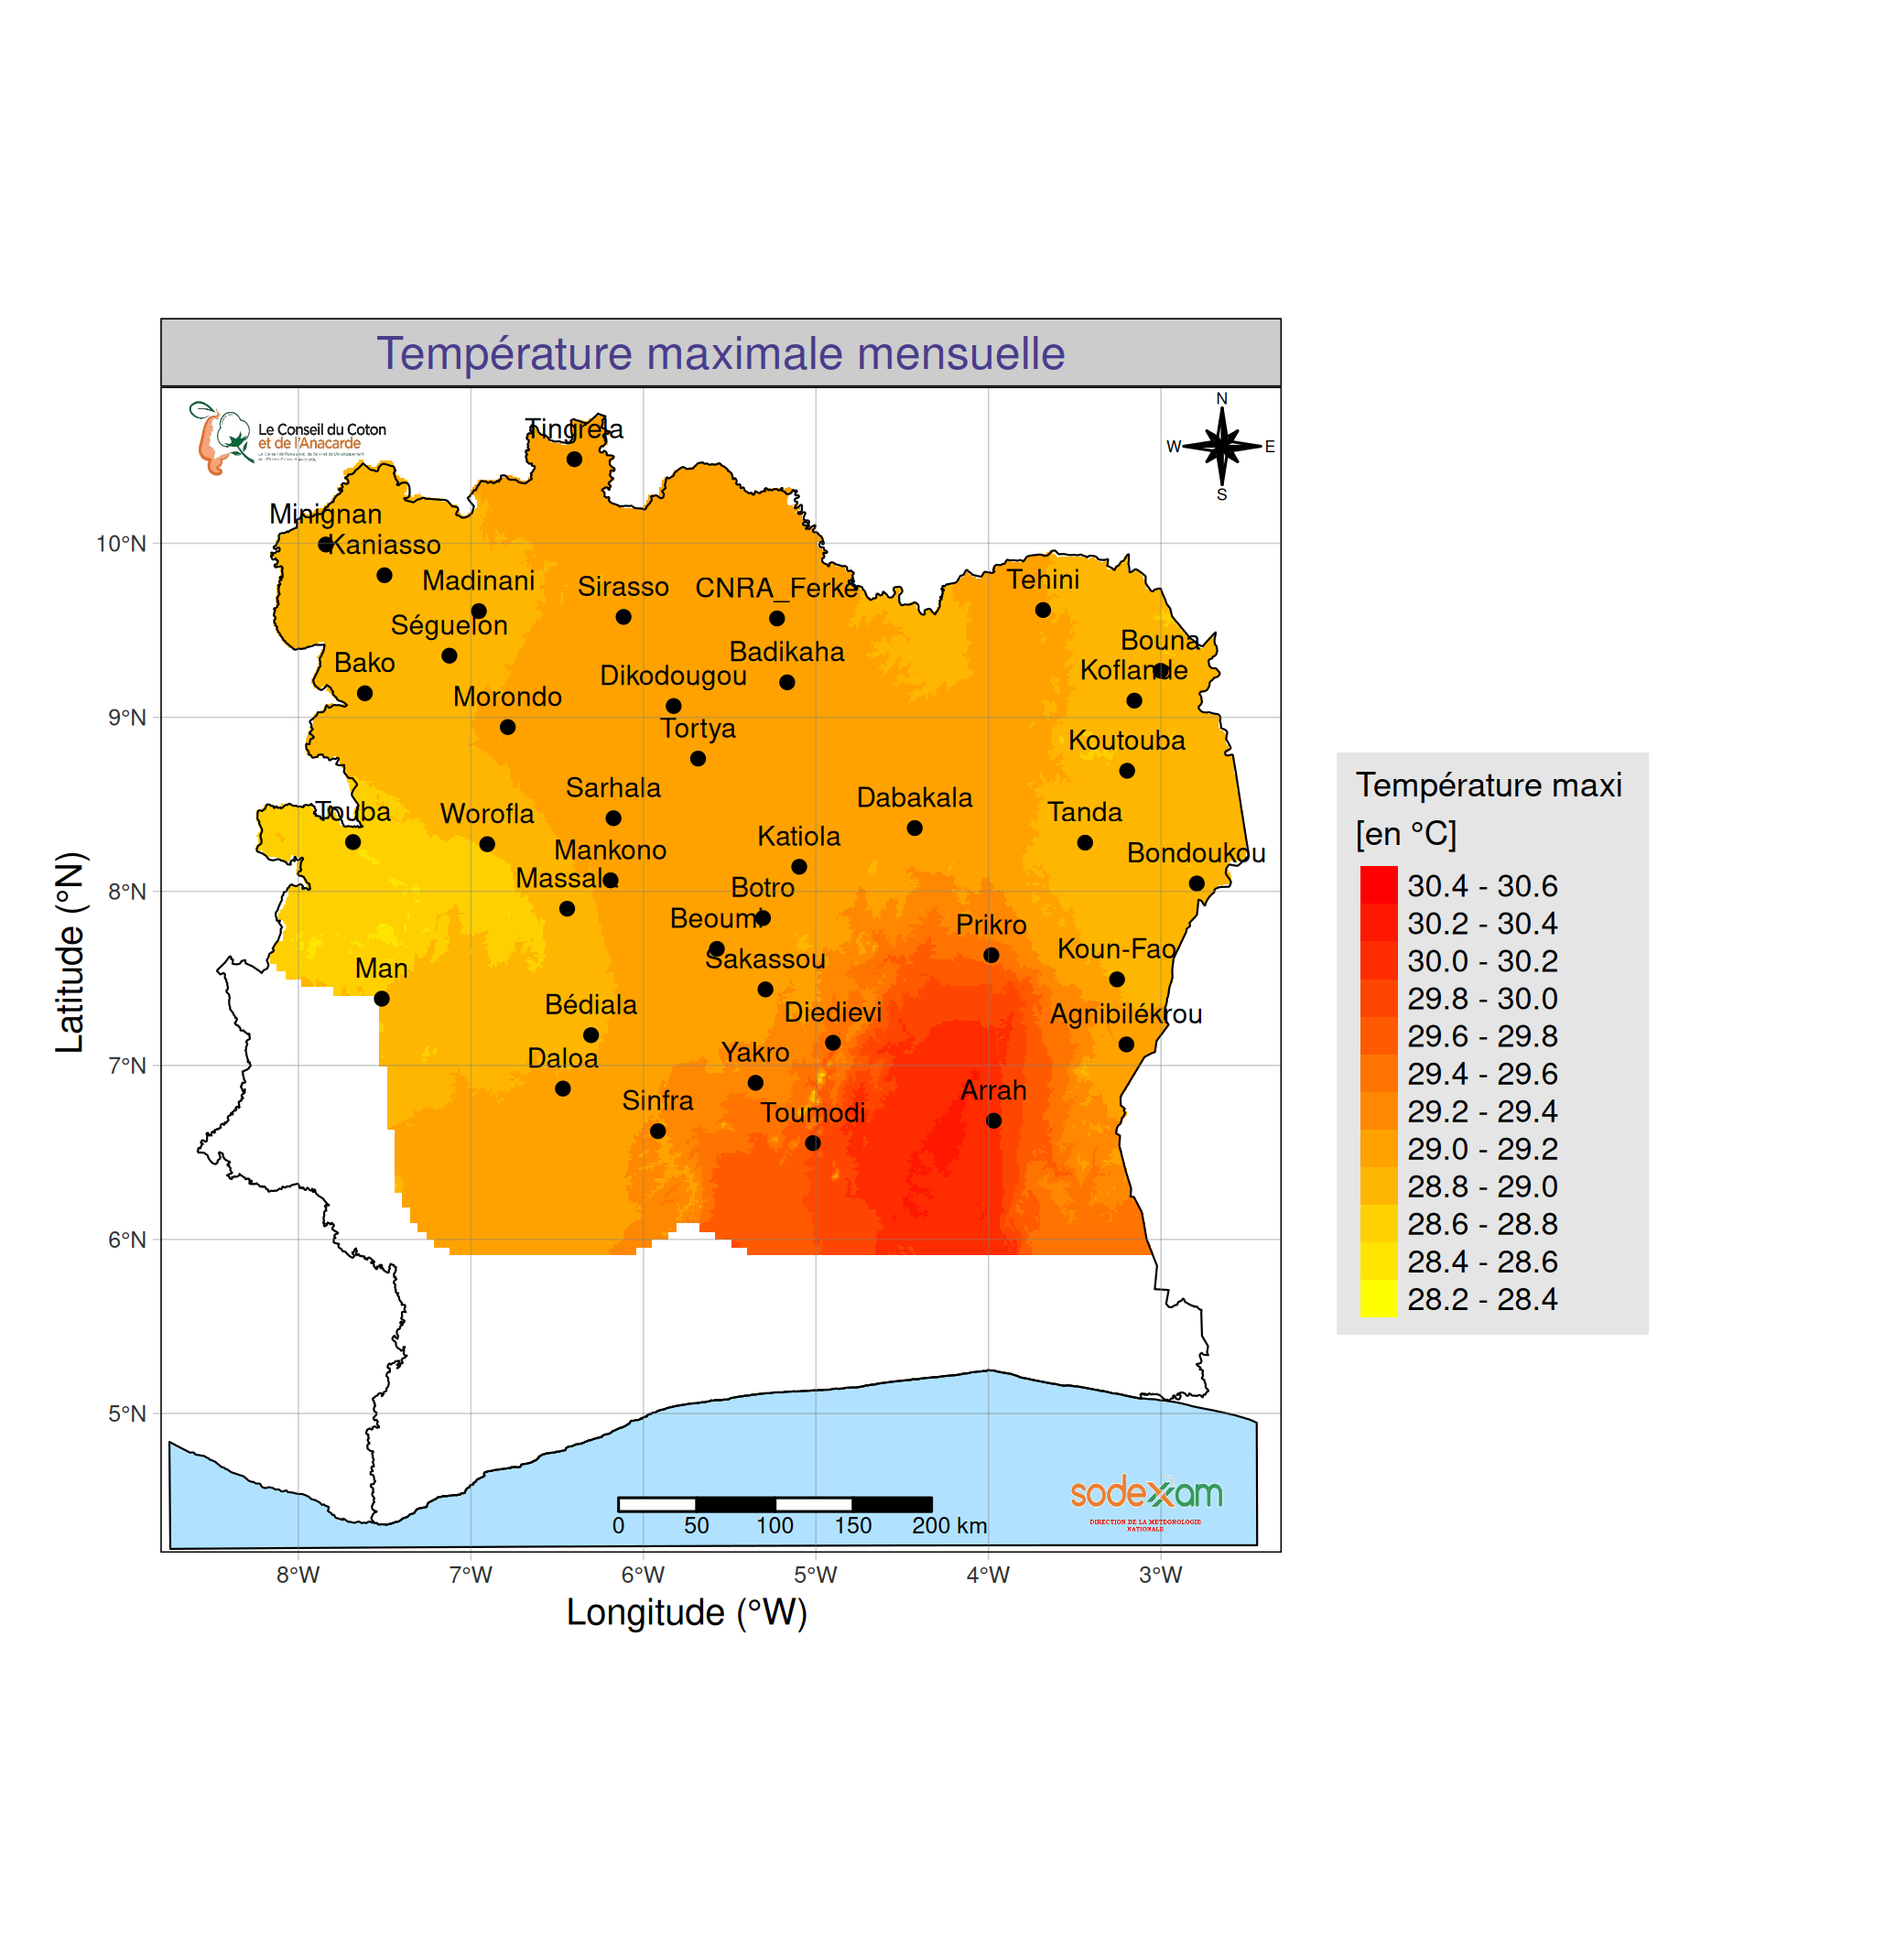 Température maximale mensuelle
Le Conseil du Coton
et de l'Anacarde
N
W E
S
Tingrela
Minignan
Kaniasso
Madinani
Sirasso
CNRA_Ferke
Tehini
Séguelon
Bouna
Badikaha
Bako
Koflande
Dikodougou
Morondo
Tortya
Koutouba
Sarhala
Dabakala
Touba
Worofla
Tanda
Katiola
Mankono
Bondoukou
Massala
Botro
Beoumi
Prikro
Koun-Fao
Sakassou
Man
Bédiala
Diedievi
Agnibilékrou
Daloa
Yakro
Arrah
Sinfra
Toumodi
10°N
9°N
8°N
7°N
6°N
5°N
Latitude (°N)
0 50 100 150 200 km
sodexam
DIRECTION DE LA METEOROLOGIE
NATIONALE
8°W 7°W 6°W 5°W 4°W 3°W
Longitude (°W)
Température maxi
[en °C]
30.4 - 30.6
30.2 - 30.4
30.0 - 30.2
29.8 - 30.0
29.6 - 29.8
29.4 - 29.6
29.2 - 29.4
29.0 - 29.2
28.8 - 29.0
28.6 - 28.8
28.4 - 28.6
28.2 - 28.4